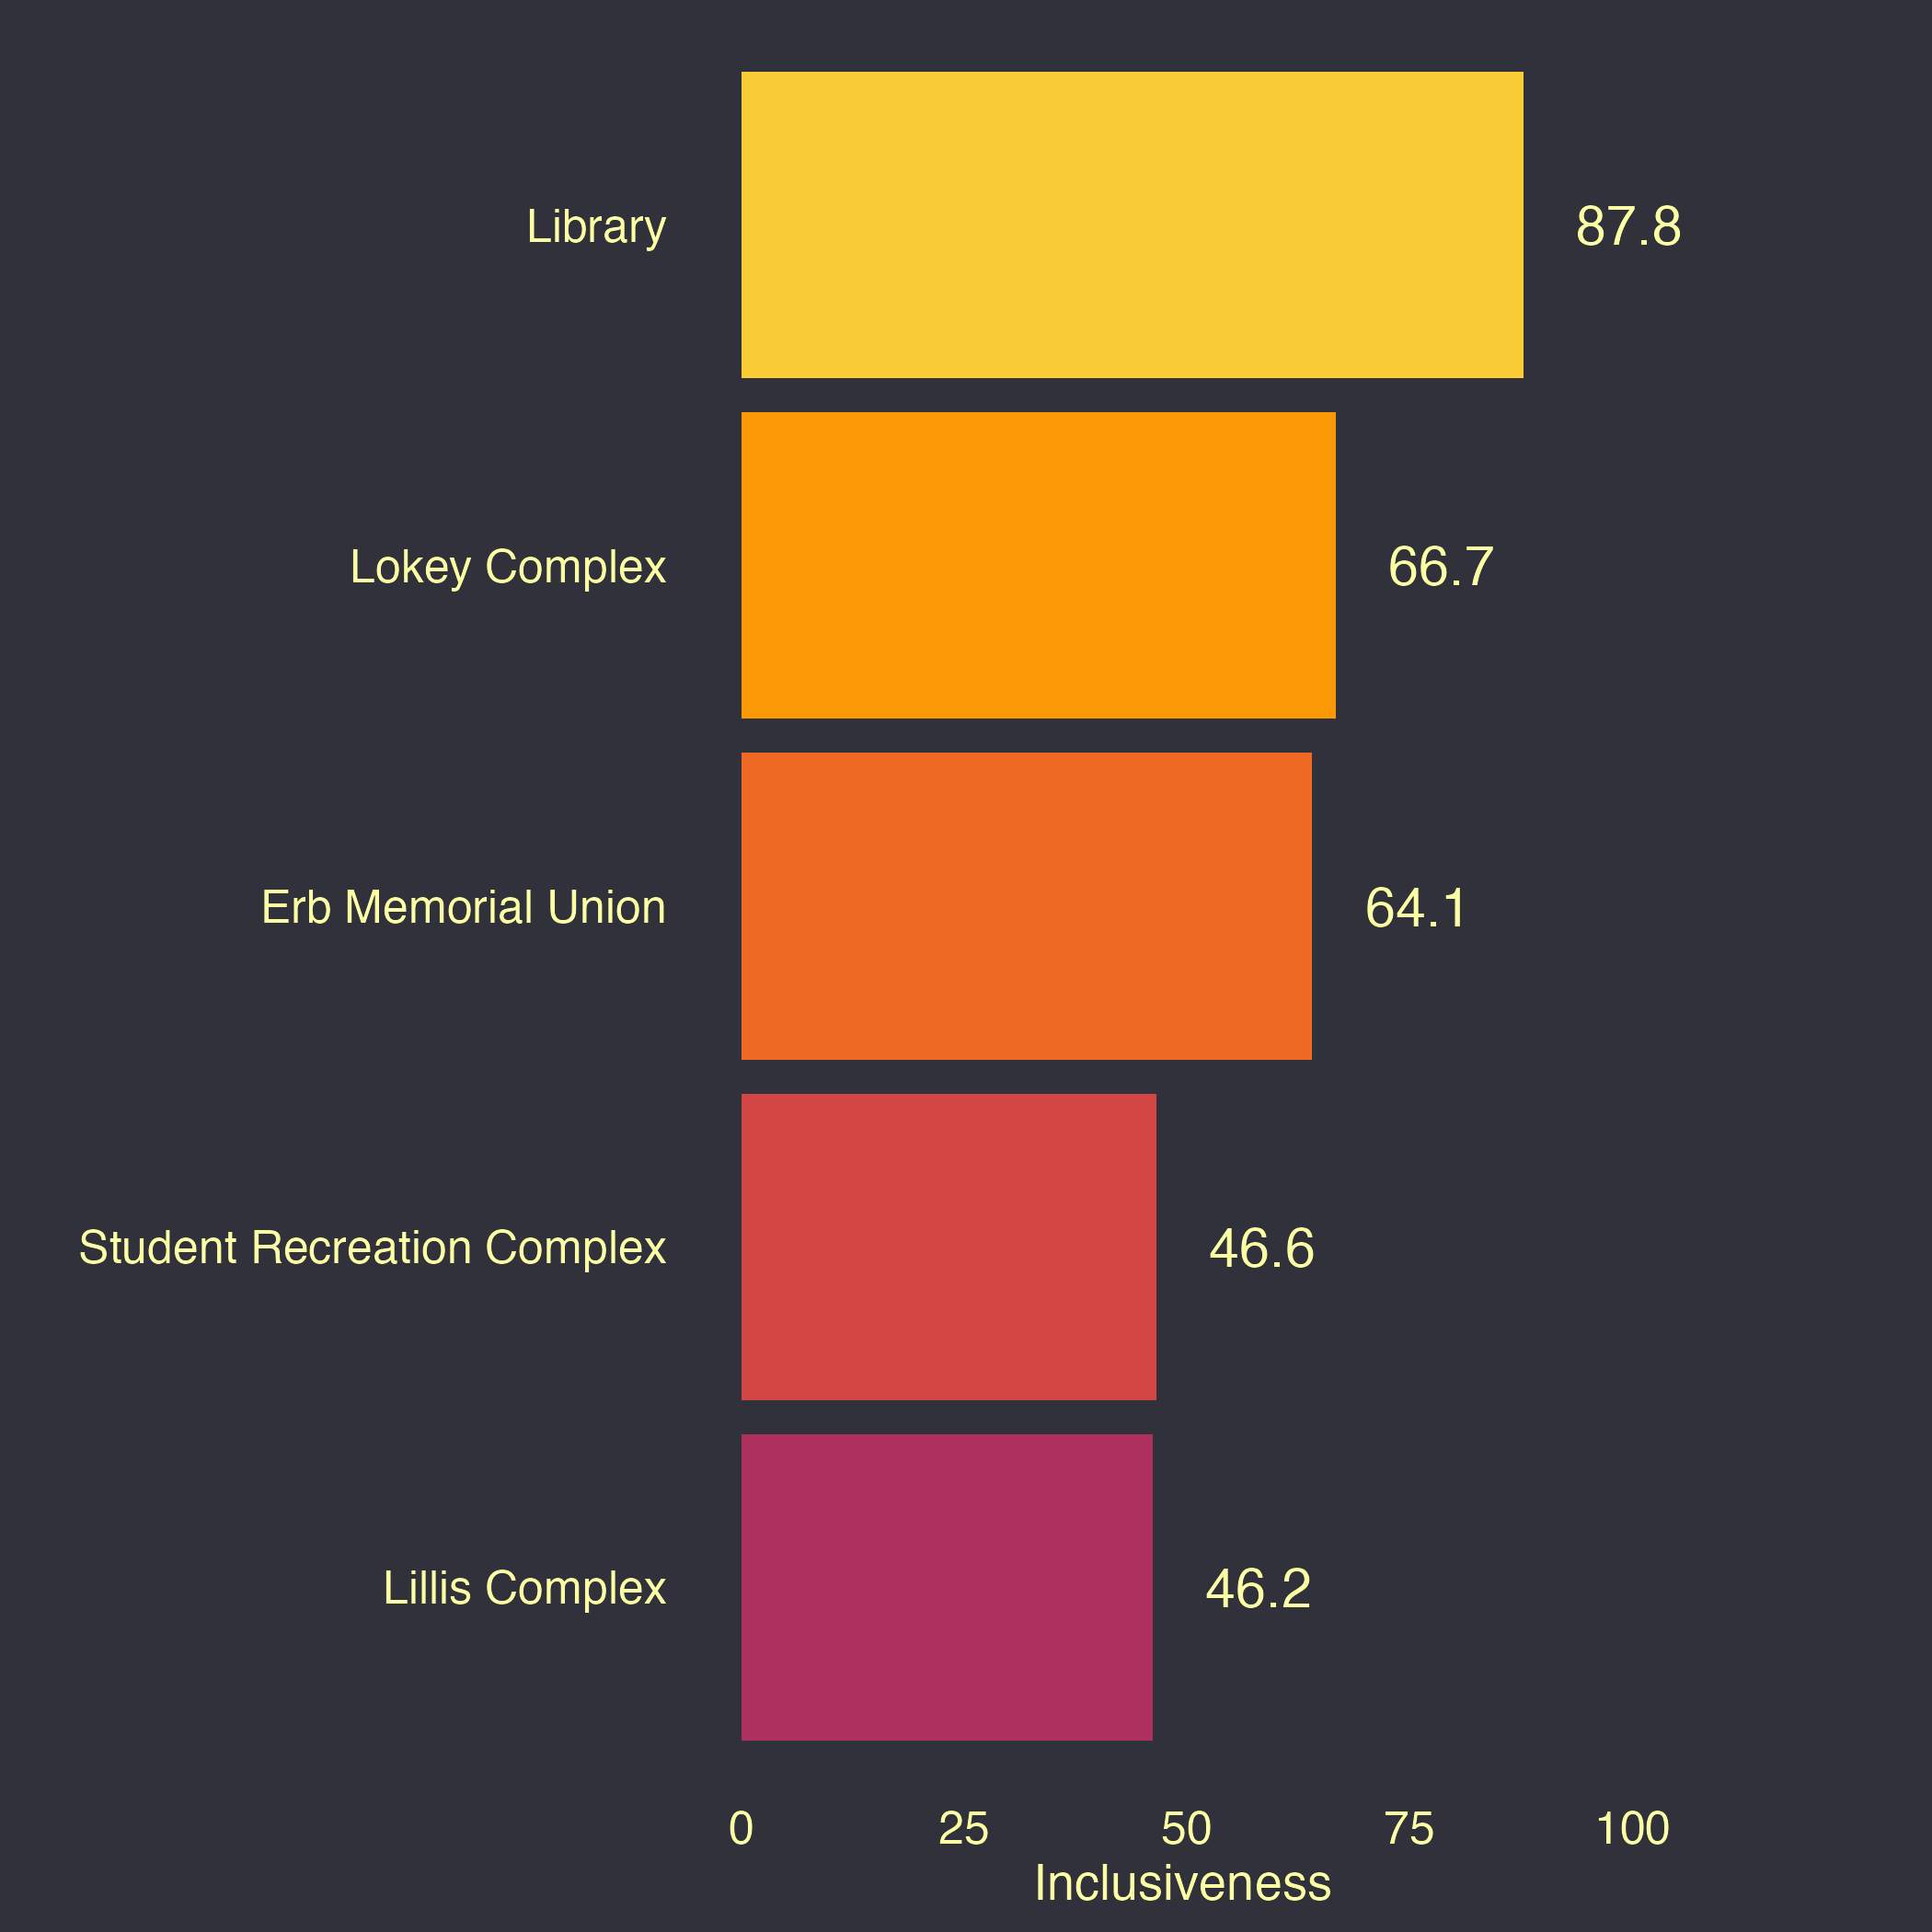 Library 87.8
Lokey Complex 66.7
Erb Memorial Union 64.1
Student Recreation Complex 46.6
Lillis Complex 46.2
0 25 50 75 100
Inclusiveness